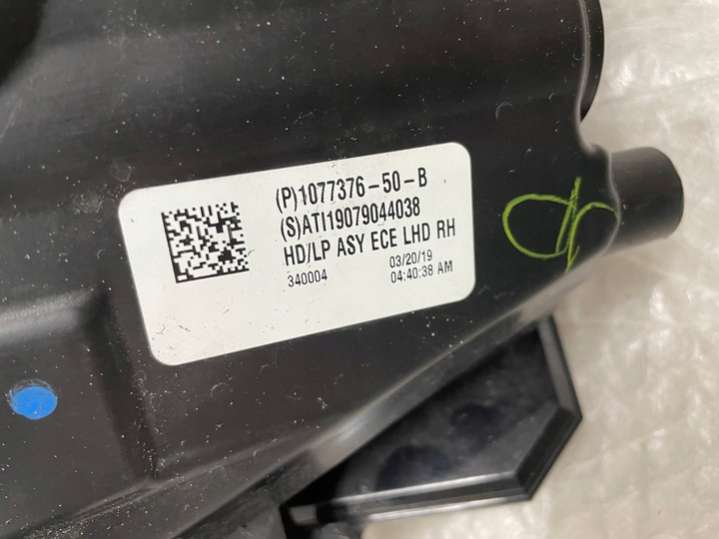 (P)1077376-50-B
(S)ATI19079044038
HD/LP ASY ECE LHD RH
340004 03/20/19
04:40:38 AM